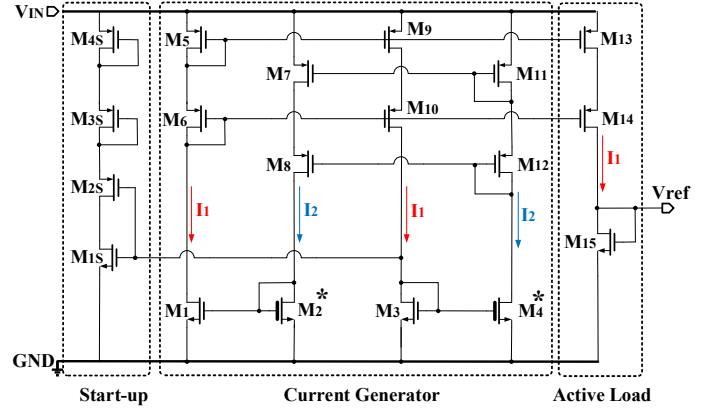 VIN
M4S M5 M9 M13
M7 M11
M3S M6 M10 M14
M8 M12
I1
M2S
Vref
I1 I2 I1 I2
M15
M1S
M1 M2* M3 M4*
GND
Start-up Current Generator Active Load